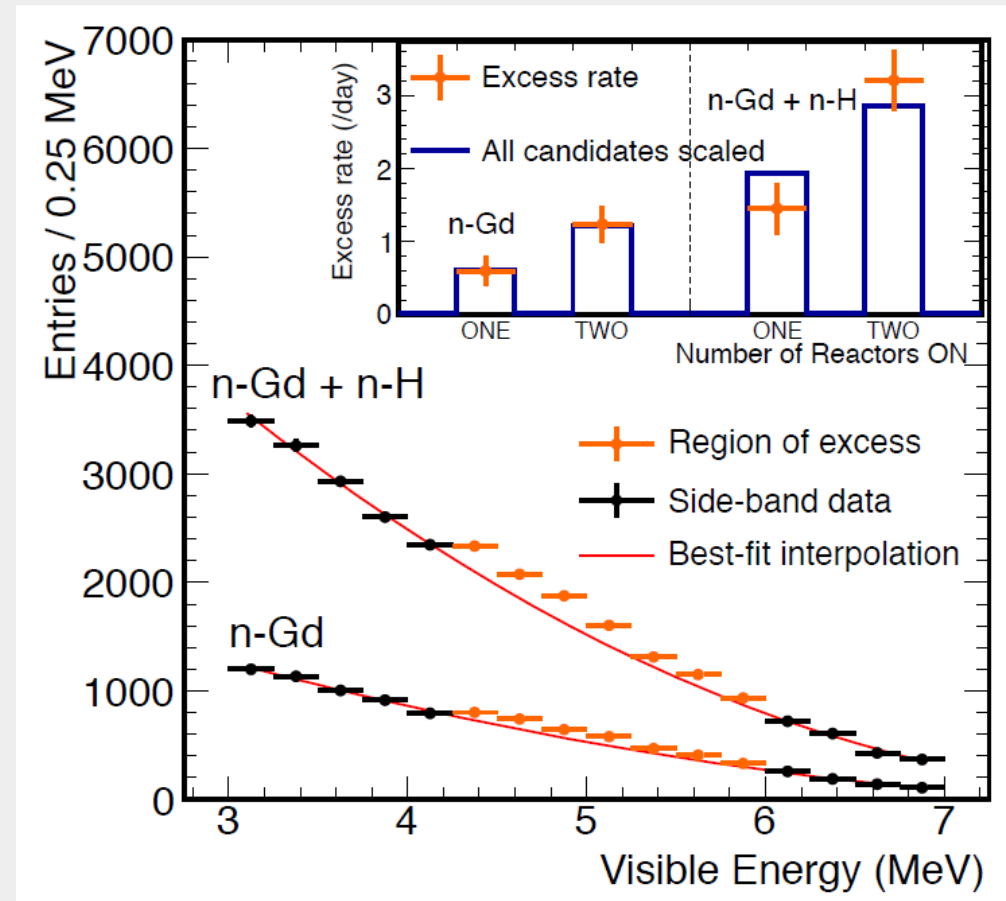 7000
6000
5000
4000
3000
2000
1000
0
Entries / 0.25 MeV
3
2
1
0
Excess rate (/day)
Excess rate
All candidates scaled
n-Gd
n-Gd + n-H
ONE
TWO
ONE
TWO
Number of Reactors ON
n-Gd + n-H
Region of excess
Side-band data
Best-fit interpolation
n-Gd
3
4
5
6
7
Visible Energy (MeV)